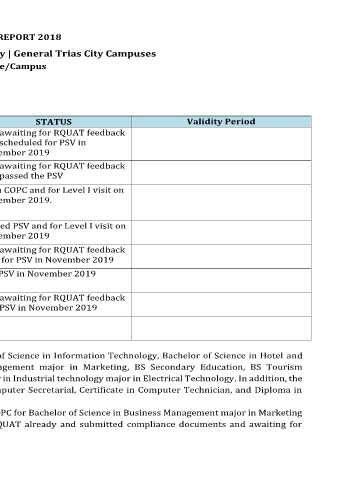 REPORT 2018
y | General Trias City Campuses
e/Campus
STATUS Validity Period
awaiting for RQUAT feedback
scheduled for PSV in
ember 2019
awaiting for RQUAT feedback
passed the PSV
COPC and for Level I visit on
ember 2019.
ed PSV and for Level I visit on
ember 2019
awaiting for RQUAT feedback
for PSV in November 2019
PSV in November 2019
awaiting for RQUAT feedback
PSV in November 2019
of Science in Information Technology, Bachelor of Science in Hotel and
agement major in Marketing, BS Secondary Education, BS Tourism
in Industrial technology major in Electrical Technology. In addition, the
mputer Secretarial, Certificate in Computer Technician, and Diploma in
PC for Bachelor of Science in Business Management major in Marketing
QUAT already and submitted compliance documents and awaiting for